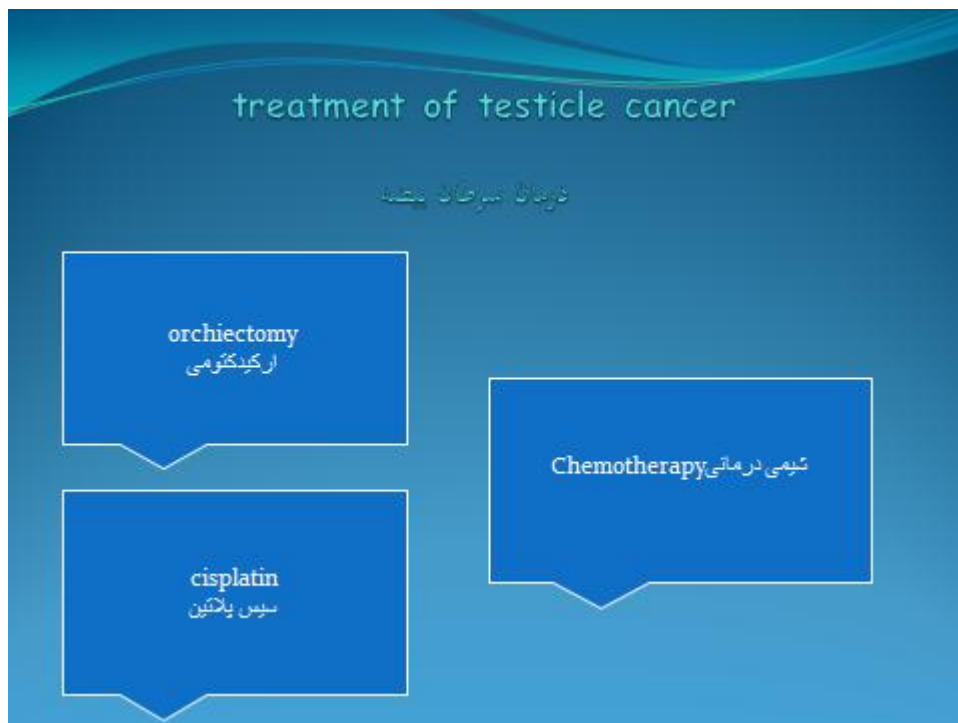 treatment of testicle cancer
درمان سرطان بیضه
orchiectomy
ارکیدکتومی
Chemotherapyشیمی درمانی
cisplatin
سیس پلاتین